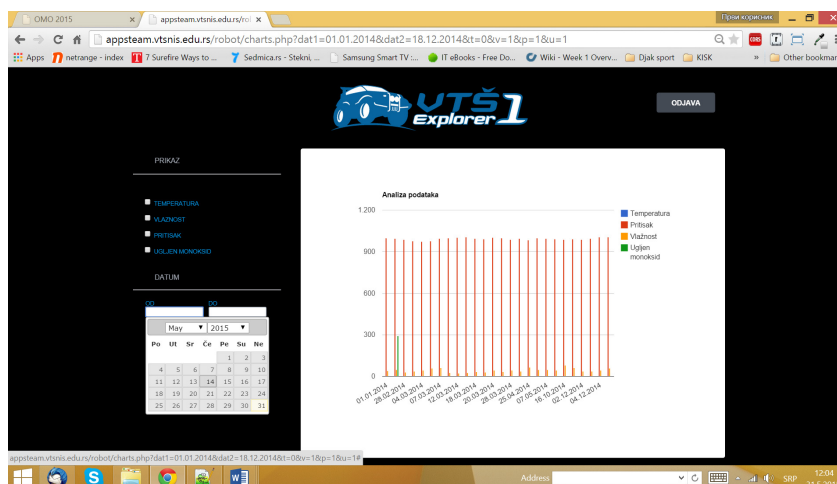 OMO 2015
appsteam.vtsnis.edu.rs/rol
Први корисник
appsteam.vtsnis.edu.rs/robot/charts.php?dat1=01.01.2014&dat2=18.12.2014&t=0&v=1&p=1&u=1
Apps netrange - index 7 Surefire Ways to ... Sedmica.rs - Stekni, ... Samsung Smart TV :... IT eBooks - Free Do... Wiki - Week 1 Overv... Djak sport KISK » Other bookmar
VTŠ
Explorer 1
ODJAVA
PRIKAZ
TEMPERATURA
VLAZNOST
PRITISAK
UGLJEN MONOKSID
DATUM
OD DO
May 2015
Po Ut Sr Če Pe Su Ne
1 2 3
4 5 6 7 8 9 10
11 12 13 14 15 16 17
18 19 20 21 22 23 24
25 26 27 28 29 30 31
Analiza podataka
1.200
900
600
300
0
01.01.2014 28.02.2014 04.03.2014 07.03.2014 12.03.2014 18.03.2014 20.03.2014 28.03.2014 25.04.2014 07.05.2014 16.10.2014 02.12.2014 04.12.2014
Temperatura
Pritisak
Vlažnost
Ugljen
monoksid
appsteam.vtsnis.edu.rs/robot/charts.php?dat1=01.01.2014&dat2=18.12.2014&t=0&v=1&p=1&u=1#
Address
SRP
12:04